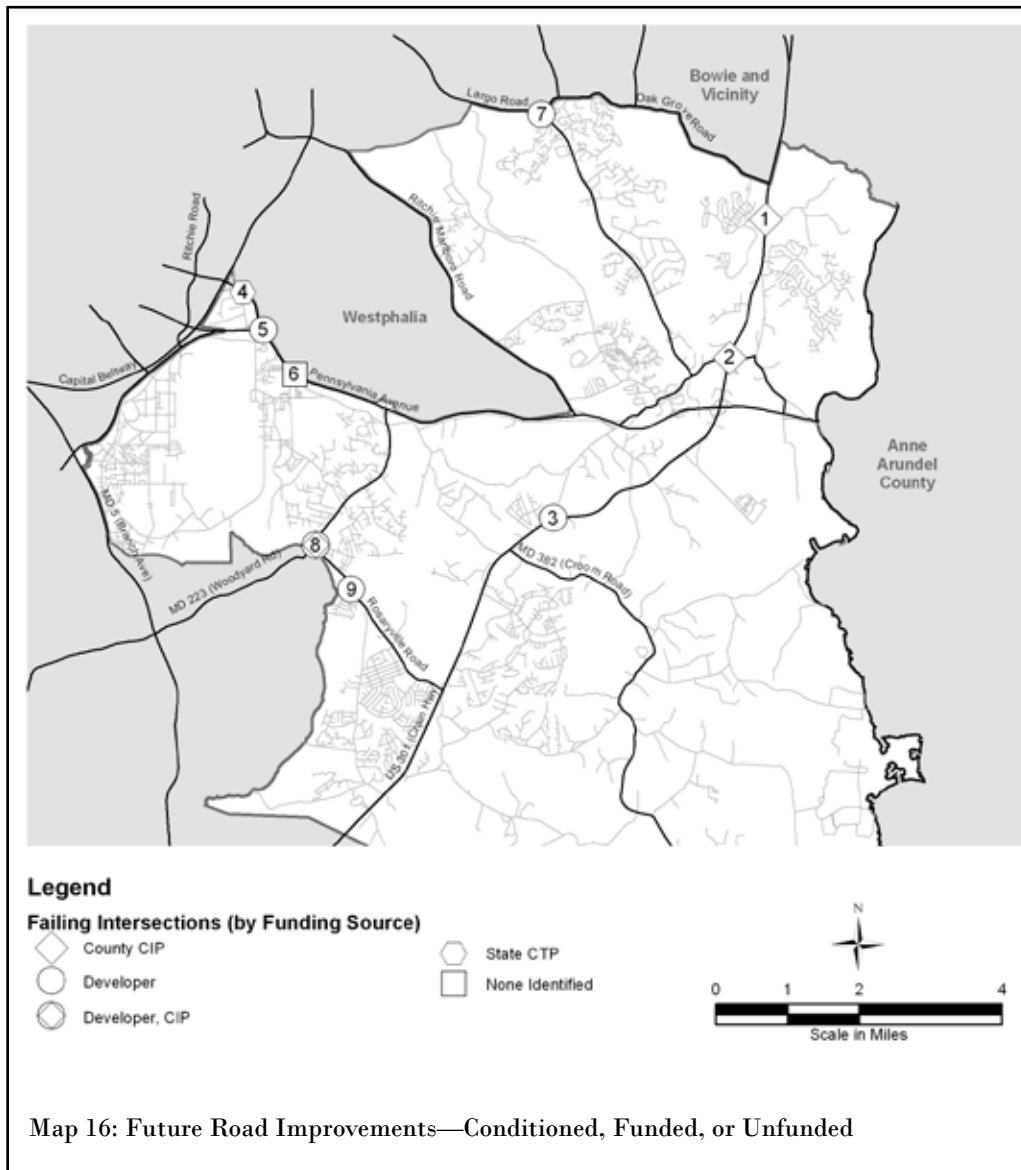 Bowie and
Vicinity
Largo Road
7
Oak Grove Road
1
Ritchie Road
Ritchie Marlboro Road
4
Westphalia
5
2
6
Capital Beltway
Pennsylvania Avenue
Anne
Arundel
County
3
MD 5 (Branch Ave)
8
MD 382 (Croom Road)
MD 223 (Woodyard Rd)
9
Rosaryville Road
US 301 (Crain Hwy)
Legend
Failing Intersections (by Funding Source)
County CIP
State CTP
Developer
None Identified
Developer, CIP
N
0 1 2 4
Scale in Miles
Map 16: Future Road Improvements—Conditioned, Funded, or Unfunded